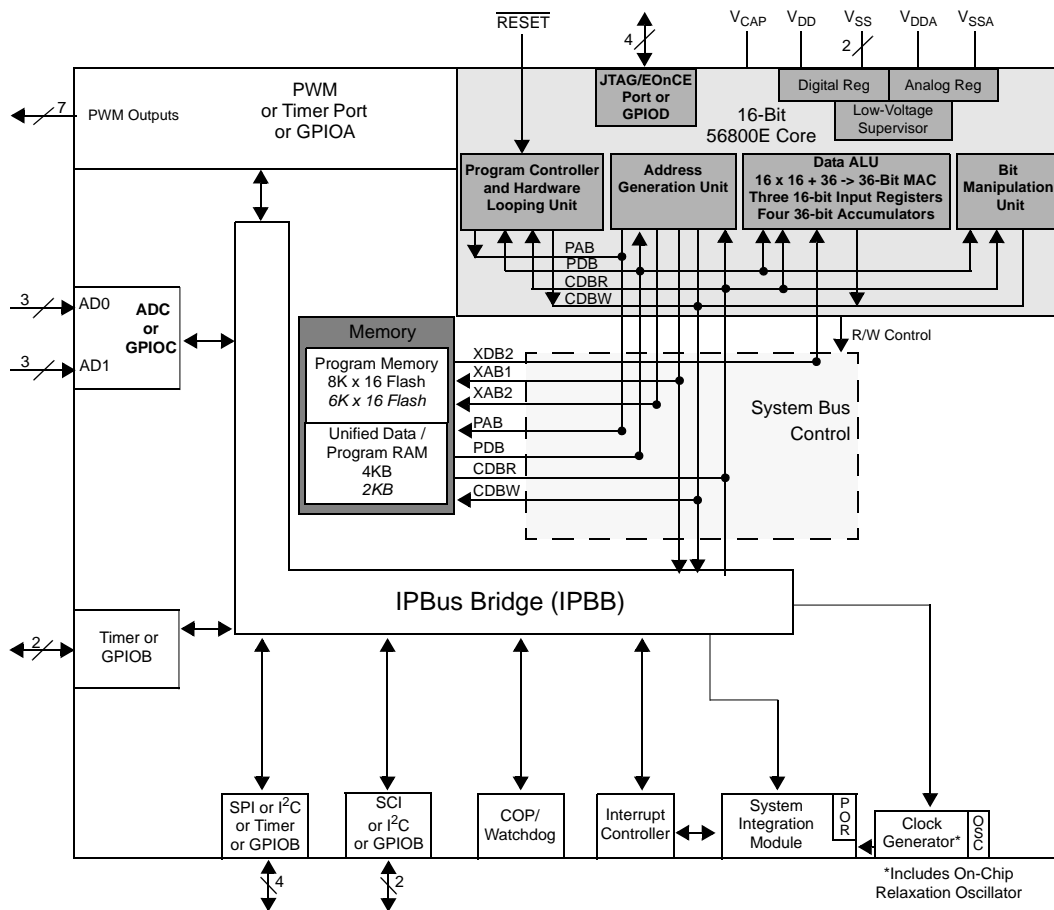 RESET
4
VCAP
VDD
VSS
VDDA
VSSA
2
7
PWM Outputs
PWM
or Timer Port
or GPIOA
JTAG/EOnCE
Port or
GPIOD
Digital Reg
Analog Reg
Low-Voltage
Supervisor
16-Bit
56800E Core
Program Controller
and Hardware
Looping Unit
Address
Generation Unit
Data ALU
16 x 16 + 36 -> 36-Bit MAC
Three 16-bit Input Registers
Four 36-bit Accumulators
Bit
Manipulation
Unit
PAB
PDB
CDBR
CDBW
3
AD0
3
AD1
ADC
or
GPIOC
Memory
Program Memory
8K x 16 Flash
6K x 16 Flash
Unified Data /
Program RAM
4KB
2KB
XDB2
XAB1
XAB2
PAB
PDB
CDBR
CDBW
R/W Control
System Bus
Control
IPBus Bridge (IPBB)
2
Timer or
GPIOB
SPI or I²C
or Timer
or GPIOB
4
SCI
or I²C
or GPIOB
2
COP/
Watchdog
Interrupt
Controller
System
Integration
Module
POR
Clock
Generator*
OSC
*Includes On-Chip
Relaxation Oscillator